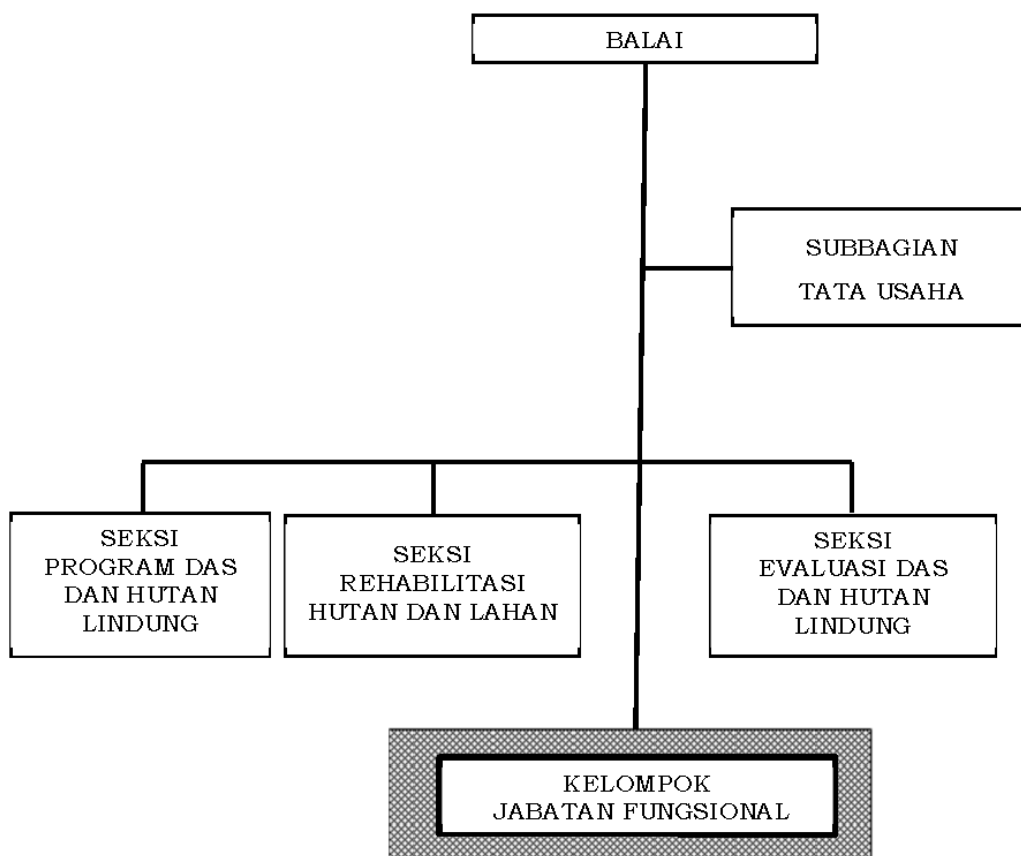 BALAI
SUBBAGIAN
TATA USAHA
SEKSI
PROGRAM DAS
DAN HUTAN
LINDUNG
SEKSI
REHABILITASI
HUTAN DAN LAHAN
SEKSI
EVALUASI DAS
DAN HUTAN
LINDUNG
KELOMPOK
JABATAN FUNGSIONAL